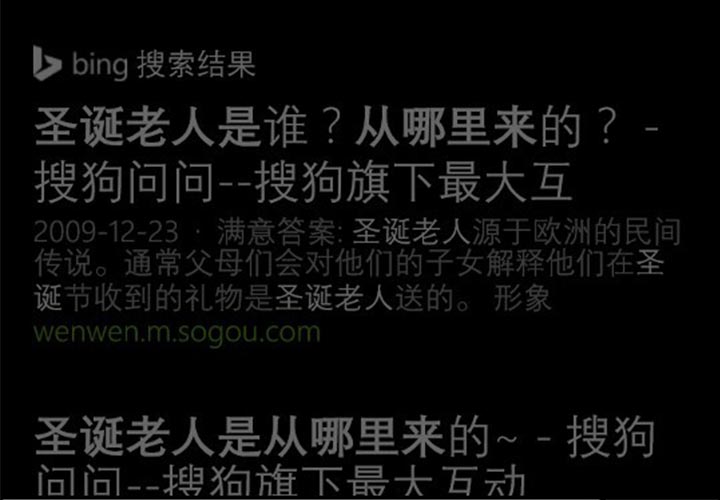 bing 搜索结果
圣诞老人是谁？从哪里来的？ -
搜狗问问--搜狗旗下最大互
2009-12-23 · 满意答案: 圣诞老人源于欧洲的民间
传说。通常父母们会对他们的子女解释他们在圣
诞节收到的礼物是圣诞老人送的。 形象
wenwen.m.sogou.com
圣诞老人是从哪里来的~ - 搜狗
问问--搜狗旗下最大互动